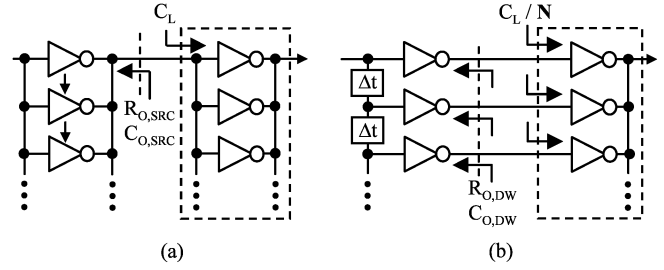 C_L
R_O,SRC
C_O,SRC
(a)
C_L / N
Δt
Δt
R_O,DW
C_O,DW
(b)